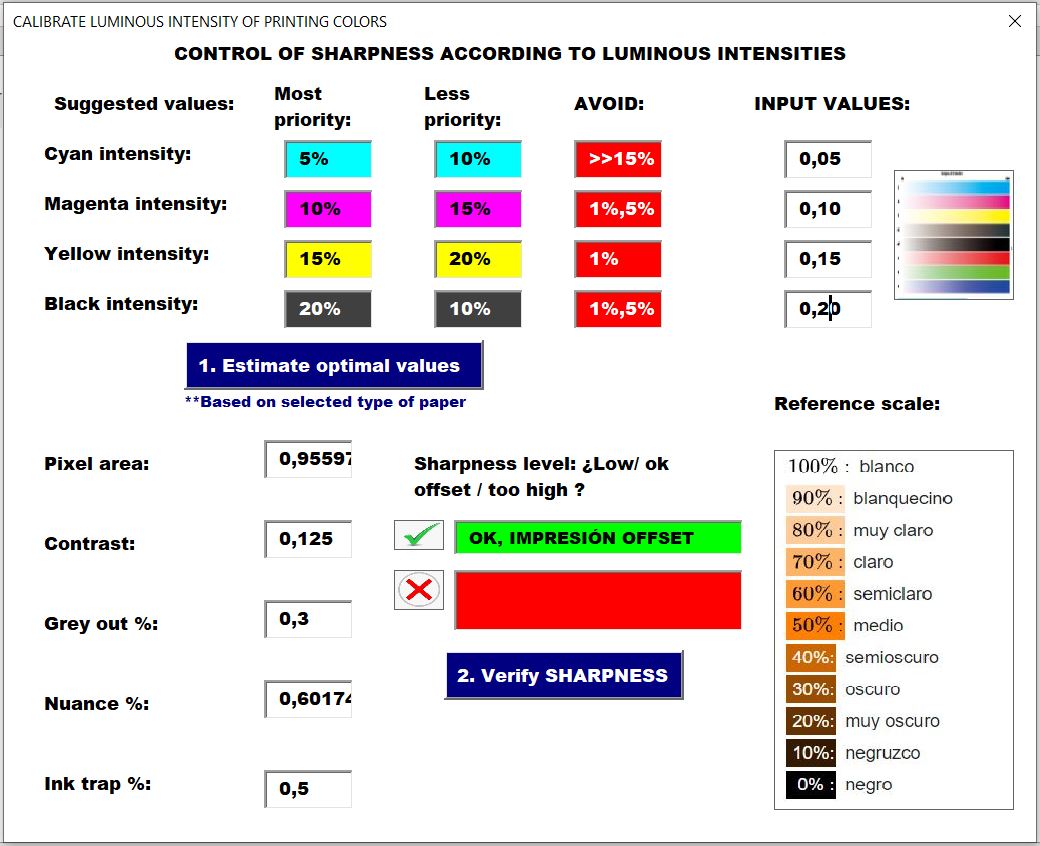 CALIBRATE LUMINOUS INTENSITY OF PRINTING COLORS
CONTROL OF SHARPNESS ACCORDING TO LUMINOUS INTENSITIES
Suggested values:
Most
priority:
Less
priority:
AVOID:
INPUT VALUES:
Cyan intensity:
5%
10%
>>15%
0,05
Magenta intensity:
10%
15%
1%,5%
0,10
Yellow intensity:
15%
20%
1%
0,15
Black intensity:
20%
10%
1%,5%
0,20
1. Estimate optimal values
**Based on selected type of paper
Reference scale:
Pixel area:
0,95597
Sharpness level: ¿Low/ ok
offset / too high ?
Contrast:
0,125
OK, IMPRESIÓN OFFSET
Grey out %:
0,3
2. Verify SHARPNESS
Nuance %:
0,60174
Ink trap %:
0,5
100% : blanco
90% : blanquecino
80% : muy claro
70% : claro
60% : semiclaro
50% : medio
40%: semioscuro
30%: oscuro
20%: muy oscuro
10%: negruzco
0% : negro